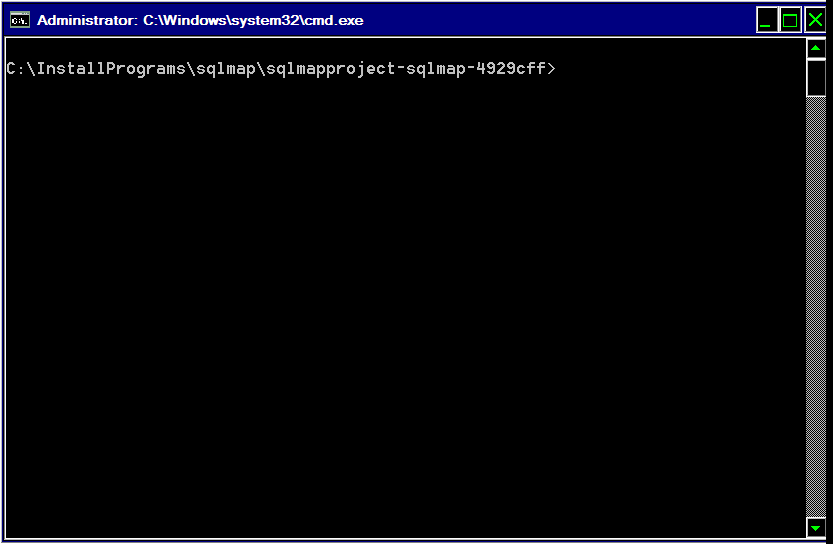 Administrator: C:\Windows\system32\cmd.exe
C:\InstallPrograms\sqlmap\sqlmapproject-sqlmap-4929cff>